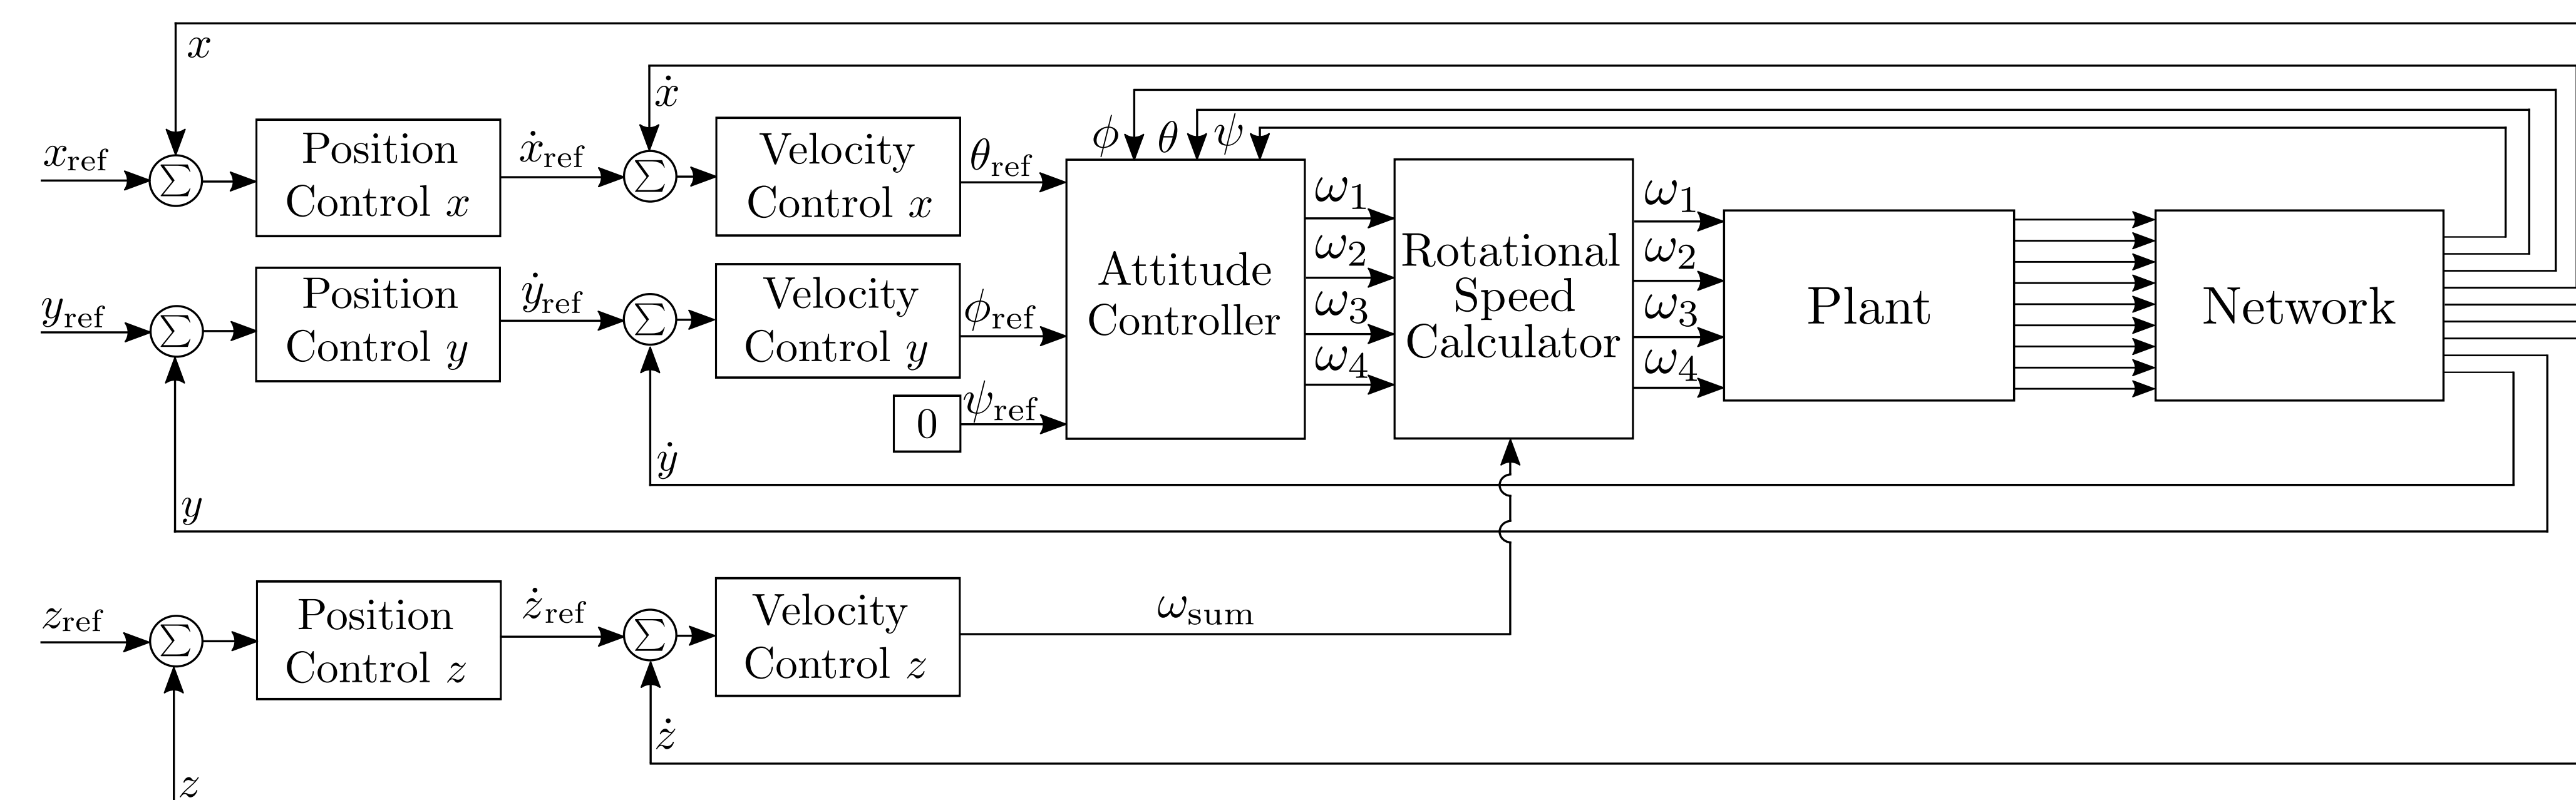 x
ẋ
ϕ θ ψ
x_ref
Σ
Position
Control x
ẋ_ref
Σ
Velocity
Control x
θ_ref
y_ref
Σ
Position
Control y
ẏ_ref
Σ
Velocity
Control y
ϕ_ref
0
ψ_ref
Attitude
Controller
ω₁
ω₂
ω₃
ω₄
Rotational
Speed
Calculator
ω₁
ω₂
ω₃
ω₄
Plant
Network
ẏ
y
z_ref
Σ
Position
Control z
ż_ref
Σ
Velocity
Control z
ω_sum
ż
z